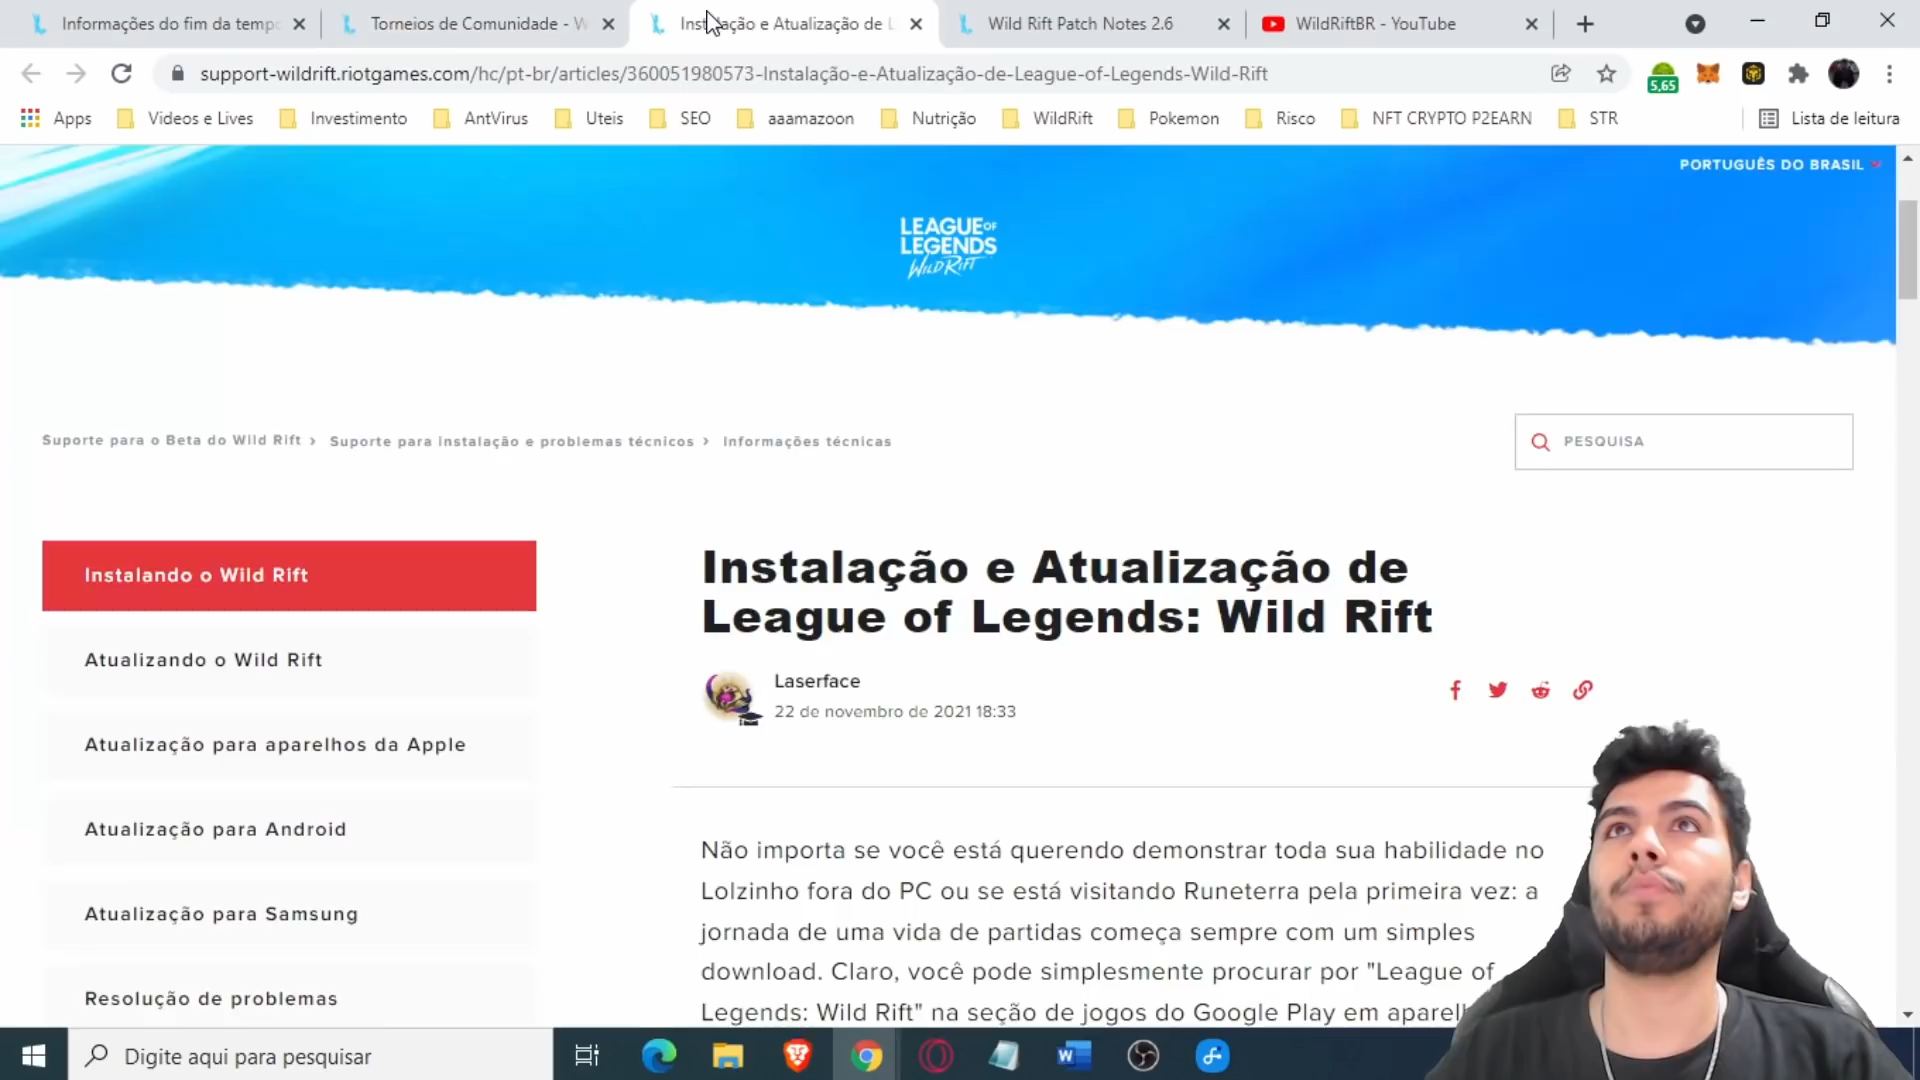 Informações do fim da tempo
Torneios de Comunidade - W
Instalação e Atualização de L
Wild Rift Patch Notes 2.6
WildRiftBR - YouTube
support-wildrift.riotgames.com/hc/pt-br/articles/360051980573-Instalação-e-Atualização-de-League-of-Legends-Wild-Rift
5,65
Apps
Videos e Lives
Investimento
AntVirus
Uteis
SEO
aaamazoon
Nutrição
WildRift
Pokemon
Risco
NFT CRYPTO P2EARN
STR
Lista de leitura
PORTUGUÊS DO BRASIL
LEAGUE OF
LEGENDS
WILD RIFT
Suporte para o Beta do Wild Rift › Suporte para instalação e problemas técnicos › Informações técnicas
PESQUISA
Instalando o Wild Rift
Atualizando o Wild Rift
Atualização para aparelhos da Apple
Atualização para Android
Atualização para Samsung
Resolução de problemas
Instalação e Atualização de
League of Legends: Wild Rift
Laserface
22 de novembro de 2021 18:33
Não importa se você está querendo demonstrar toda sua habilidade no
Lolzinho fora do PC ou se está visitando Runeterra pela primeira vez: a
jornada de uma vida de partidas começa sempre com um simples
download. Claro, você pode simplesmente procurar por "League of
Legends: Wild Rift" na seção de jogos do Google Play em aparel
Digite aqui para pesquisar